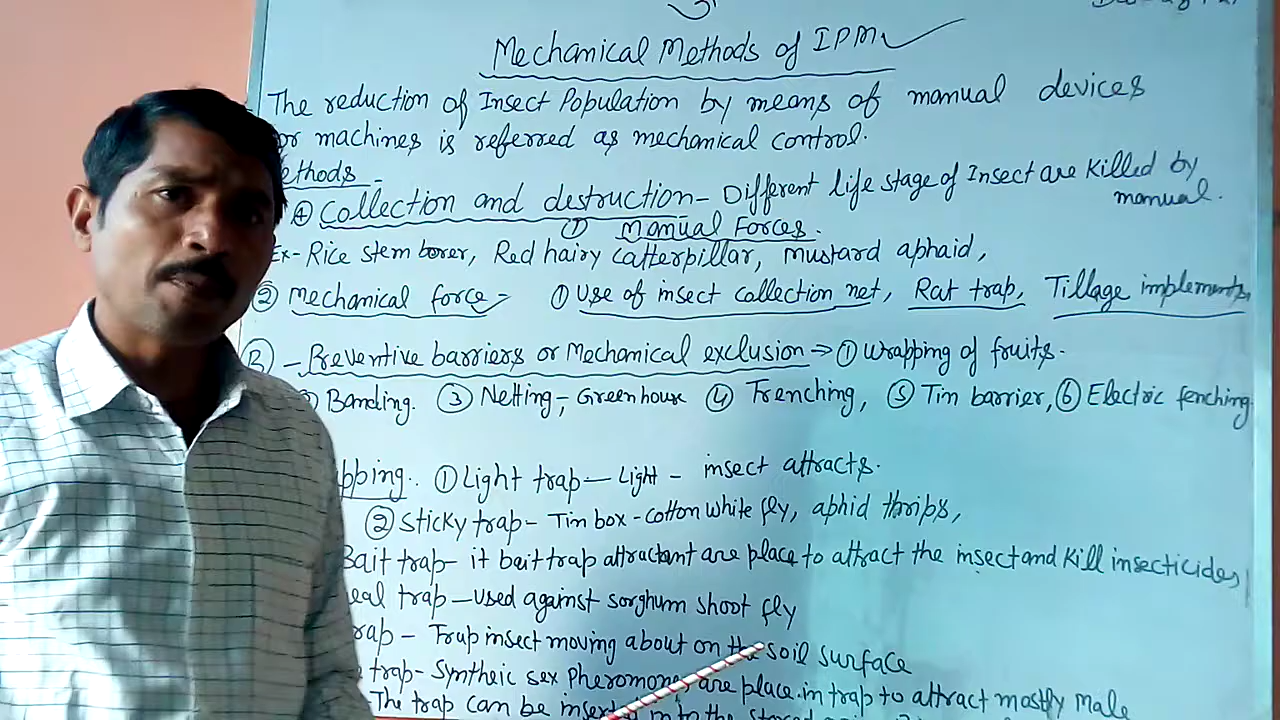 Mechanical Methods of IPM
The reduction of Insect Population by means of manual devices
or machines is referred as mechanical control.
ethods -
(A) Collection and destruction - Different life stage of Insect are killed by
manual.
① Manual Forces.
Ex- Rice stem borer, Red hairy catterpillar, mustard aphaid,
② Mechanical force → ① Use of insect collection net, Rat trap, Tillage implements
(B) - Preventive barriers or Mechanical exclusion → ① Wrapping of fruits.
Banding. ③ Netting - Greenhouse ④ Trenching, ⑤ Tin barrier, ⑥ Electric fenching.
pping. ① Light trap - Light - insect attracts.
② Sticky trap - Tin box - cotton white fly, aphid thrips,
Bait trap - it bait trap attractant are place to attract the insect and kill insecticides
eal trap - used against sorghum shoot fly
rap - Trap insect moving about on the soil surface
trap - Syntheic sex Pheromones are place in trap to attract mostly male
The trap can be insert in to the